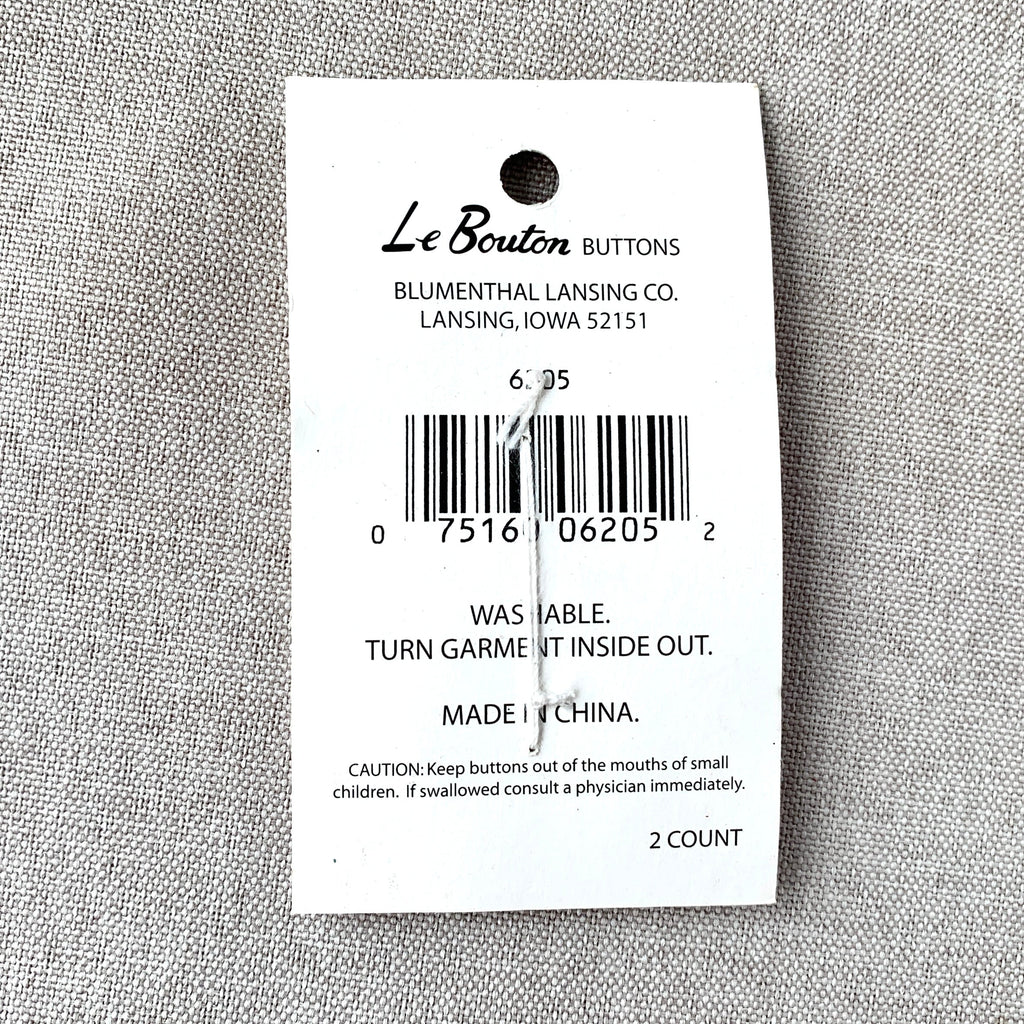 Le Bouton BUTTONS
BLUMENTHAL LANSING CO.
LANSING, IOWA 52151
6205
0 75160 06205 2
WASHABLE.
TURN GARMENT INSIDE OUT.
MADE IN CHINA.
CAUTION: Keep buttons out of the mouths of small
children. If swallowed consult a physician immediately.
2 COUNT